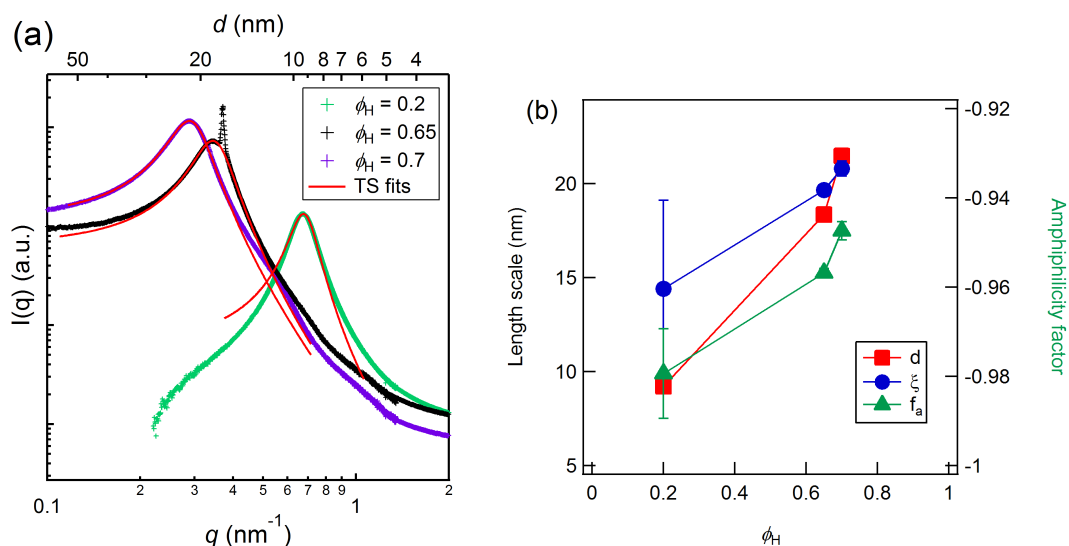 (a)
d (nm)
50 20 10 9 8 7 6 5 4
ϕH = 0.2
ϕH = 0.65
ϕH = 0.7
TS fits
I(q) (a.u.)
2 3 4 5 6 7 8 9
0.1 1 2
q (nm-1)
(b)
-0.92
20 -0.94
15 -0.96
10 -0.98
5 -1
Length scale (nm)
Amphiphilicity factor
d
ξ
fa
0 0.2 0.4 0.6 0.8 1
ϕH